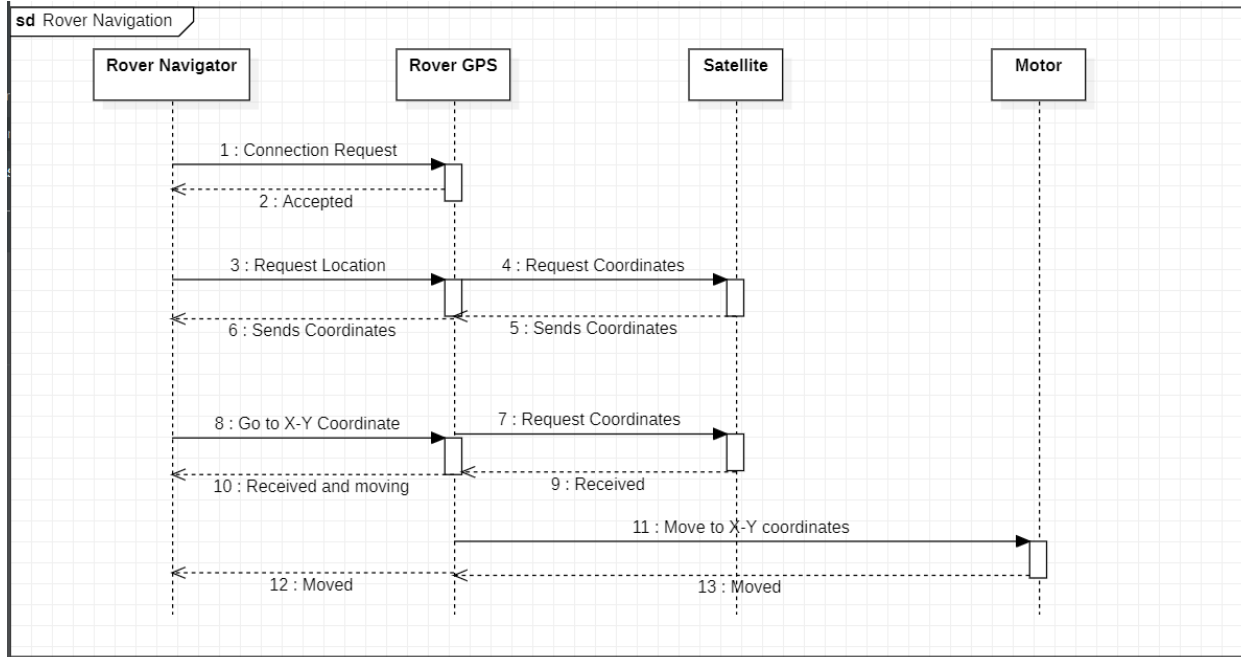 sd Rover Navigation
Rover Navigator
Rover GPS
Satellite
Motor
1 : Connection Request
2 : Accepted
3 : Request Location
4 : Request Coordinates
6 : Sends Coordinates
5 : Sends Coordinates
8 : Go to X-Y Coordinate
7 : Request Coordinates
10 : Received and moving
9 : Received
11 : Move to X-Y coordinates
12 : Moved
13 : Moved